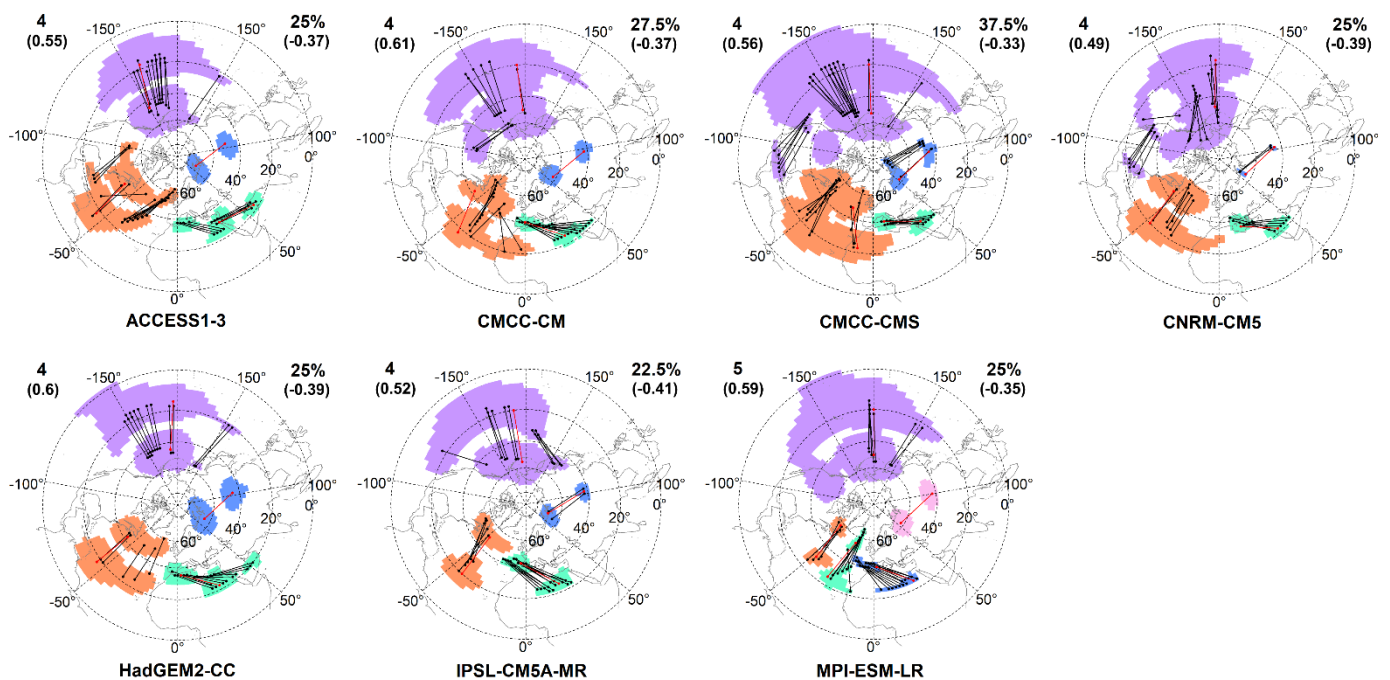 4 25% 4 27.5% 4 37.5% 4 25%
(0.55) (-0.37) (0.61) (-0.37) (0.56) (-0.33) (0.49) (-0.39)
-150° 150° -150° 150° -150° 150° -150° 150°
-100° 100° -100° 100° -100° 100° -100° 100°
0° 0° 0° 0°
20° 20° 20° 20°
40° 40° 40° 40°
60° 60° 60° 60°
-50° 50° -50° 50° -50° 50° -50° 50°
0° 0° 0° 0°
ACCESS1-3 CMCC-CM CMCC-CMS CNRM-CM5
4 25% 4 22.5% 5 25%
(0.6) (-0.39) (0.52) (-0.41) (0.59) (-0.35)
-150° 150° -150° 150° -150° 150°
-100° 100° -100° 100° -100° 100°
0° 0° 0°
20° 20° 20°
40° 40° 40°
60° 60° 60°
-50° 50° -50° 50° -50° 50°
0° 0° 0°
HadGEM2-CC IPSL-CM5A-MR MPI-ESM-LR